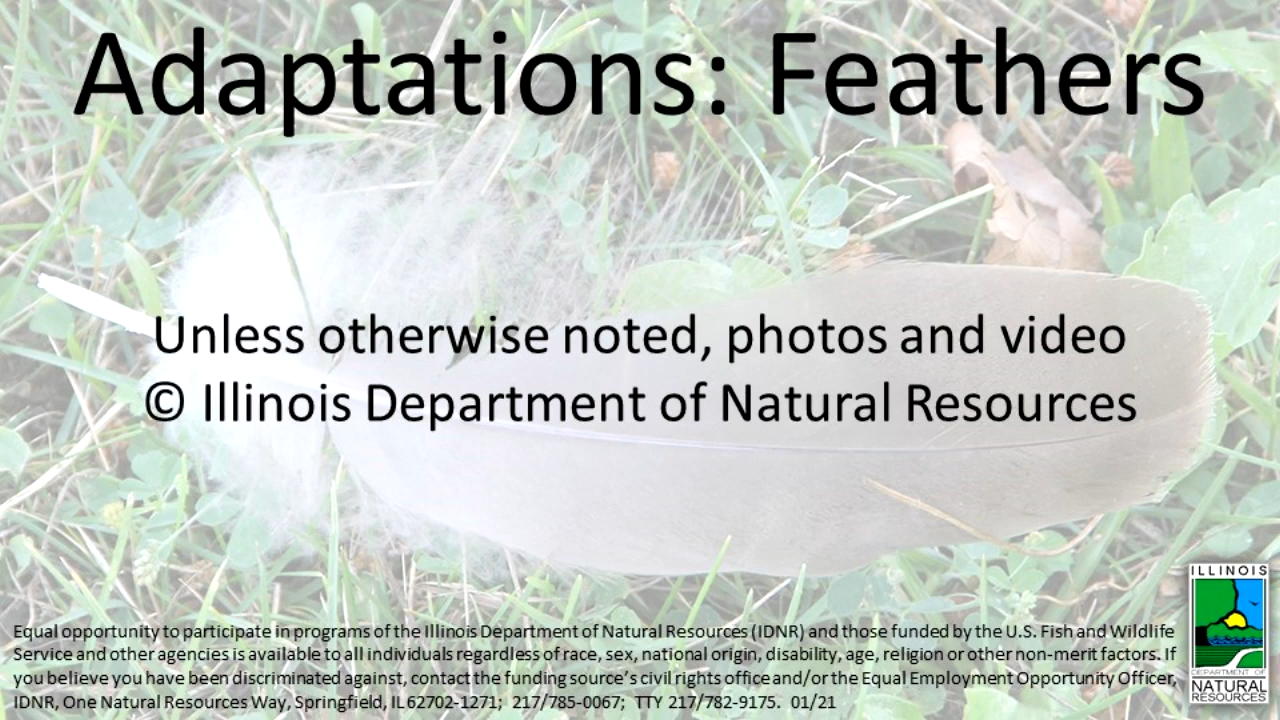 Adaptations: Feathers
Unless otherwise noted, photos and video
© Illinois Department of Natural Resources
Equal opportunity to participate in programs of the Illinois Department of Natural Resources (IDNR) and those funded by the U.S. Fish and Wildlife
Service and other agencies is available to all individuals regardless of race, sex, national origin, disability, age, religion or other non-merit factors. If
you believe you have been discriminated against, contact the funding source's civil rights office and/or the Equal Employment Opportunity Officer,
IDNR, One Natural Resources Way, Springfield, IL 62702-1271; 217/785-0067; TTY 217/782-9175. 01/21
ILLINOIS
DEPARTMENT OF
NATURAL
RESOURCES